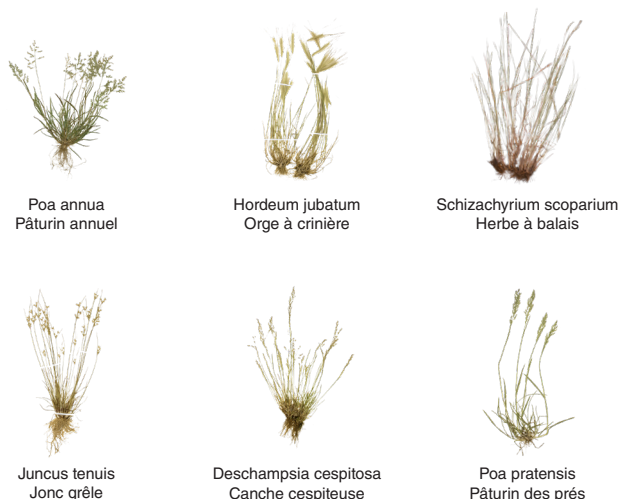 Poa annua
Pâturin annuel
Hordeum jubatum
Orge à crinière
Schizachyrium scoparium
Herbe à balais
Juncus tenuis
Jonc grêle
Deschampsia cespitosa
Canche cespiteuse
Poa pratensis
Pâturin des prés